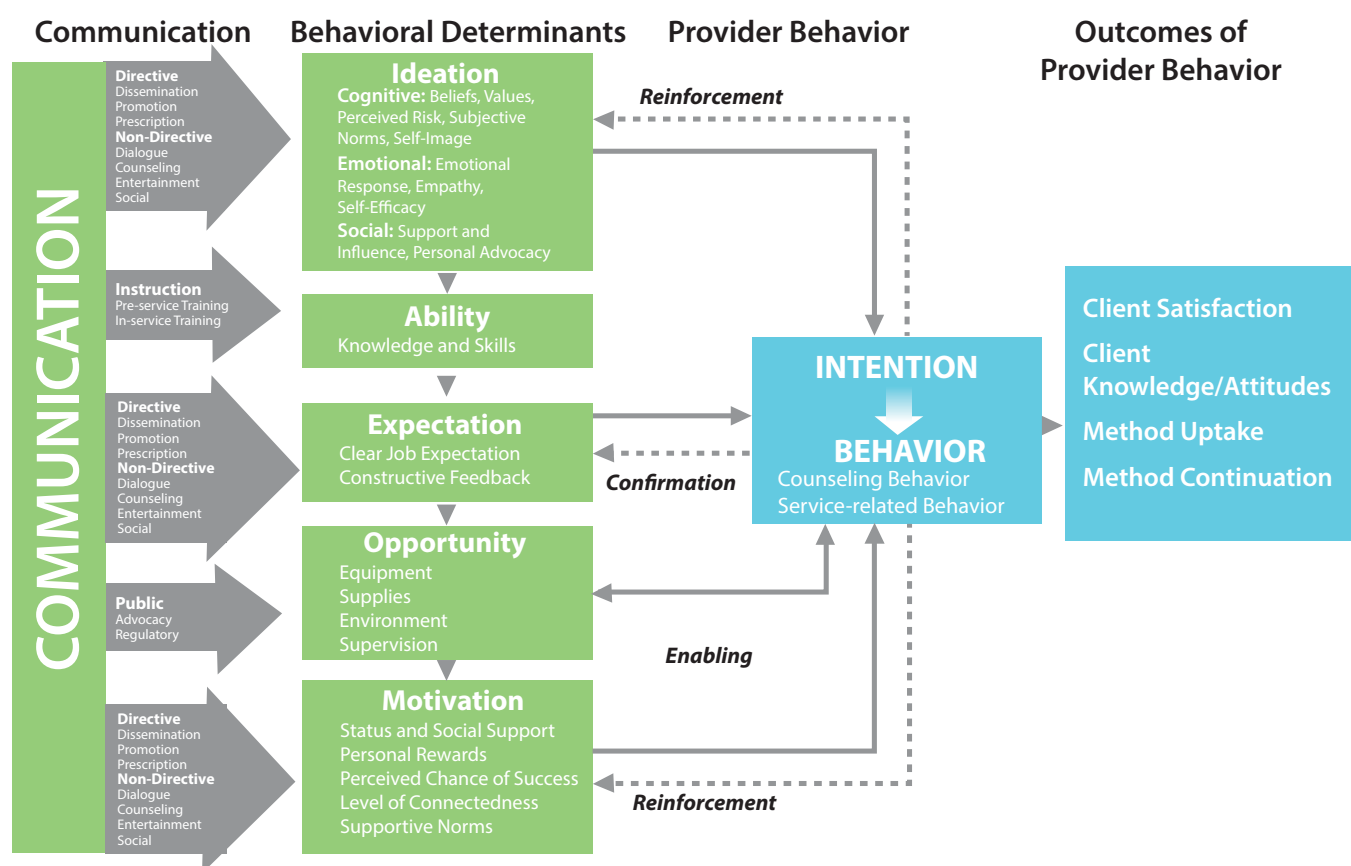 Communication
Behavioral Determinants
Provider Behavior
Outcomes of
Provider Behavior
COMMUNICATION
Directive
Dissemination
Promotion
Prescription
Non-Directive
Dialogue
Counseling
Entertainment
Social
Instruction
Pre-service Training
In-service Training
Directive
Dissemination
Promotion
Prescription
Non-Directive
Dialogue
Counseling
Entertainment
Social
Public
Advocacy
Regulatory
Directive
Dissemination
Promotion
Prescription
Non-Directive
Dialogue
Counseling
Entertainment
Social
Ideation
Cognitive: Beliefs, Values,
Perceived Risk, Subjective
Norms, Self-Image
Emotional: Emotional
Response, Empathy,
Self-Efficacy
Social: Support and
Influence, Personal Advocacy
Ability
Knowledge and Skills
Expectation
Clear Job Expectation
Constructive Feedback
Opportunity
Equipment
Supplies
Environment
Supervision
Motivation
Status and Social Support
Personal Rewards
Perceived Chance of Success
Level of Connectedness
Supportive Norms
Reinforcement
Confirmation
Enabling
Reinforcement
INTENTION
BEHAVIOR
Counseling Behavior
Service-related Behavior
Client Satisfaction
Client
Knowledge/Attitudes
Method Uptake
Method Continuation